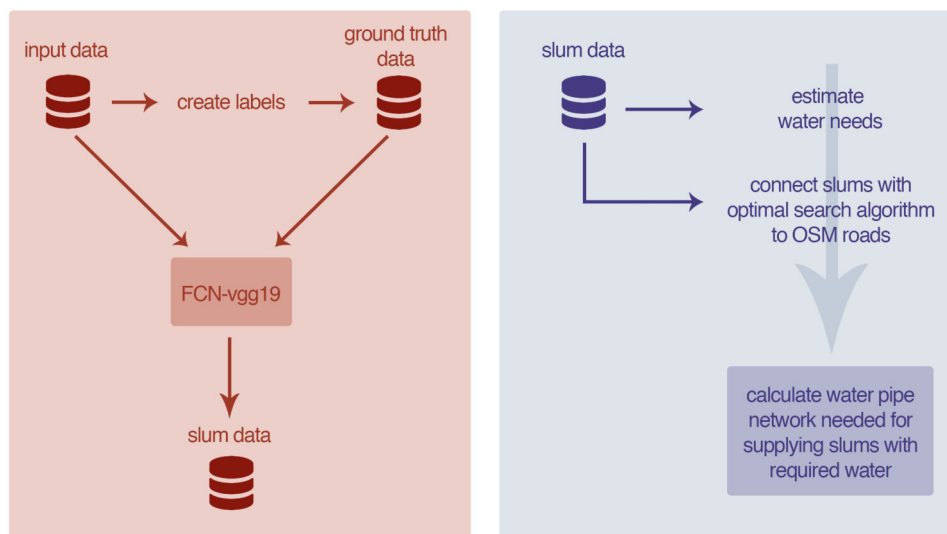 input data
create labels
ground truth
data
FCN-vgg19
slum data
slum data
estimate
water needs
connect slums with
optimal search algorithm
to OSM roads
calculate water pipe
network needed for
supplying slums with
required water